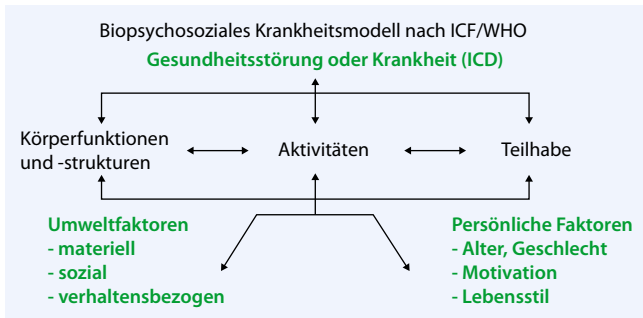 Biopsychosoziales Krankheitsmodell nach ICF/WHO
Gesundheitsstörung oder Krankheit (ICD)
Körperfunktionen
und -strukturen
Aktivitäten
Teilhabe
Umweltfaktoren
- materiell
- sozial
- verhaltensbezogen
Persönliche Faktoren
- Alter, Geschlecht
- Motivation
- Lebensstil